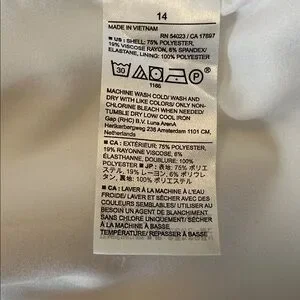 14
MADE IN VIETNAM
RN 54023 / CA 17897
■ US : SHELL: 75% POLYESTER,
19% VISCOSE RAYON, 6% SPANDEX/
ELASTANE, LINING: 100% POLYESTER
30
P
1166
MACHINE WASH COLD/ WASH AND
DRY WITH LIKE COLORS/ ONLY NON-
CHLORINE BLEACH WHEN NEEDED/
TUMBLE DRY LOW/ COOL IRON
Gap (RHC) B.V. Luna ArenA
Herikerbergweg 238 Amsterdam 1101 CM,
Netherlands
■ CA : EXTÉRIEUR: 75% POLYESTER,
19% RAYONNE VISCOSE, 6%
ÉLASTHANNE, DOUBLURE: 100%
POLYESTER ■ JP : 表地: 75% ポリエ
ステル, 19% レーヨン, 6% ポリウレ
タン, 裏地: 100% ポリエステル
■ CA : LAVER À LA MACHINE À L'EAU
FROIDE/ LAVER ET SÉCHER AVEC DES
COULEURS SEMBLABLES/ UTILISER AU
BESOIN UN AGENT DE BLANCHIMENT
SANS CHLORE UNIQUEMENT/ SÉCHER
À LA MACHINE À BASSE
TEMPÉRATURE/ REPASSER À BASSE